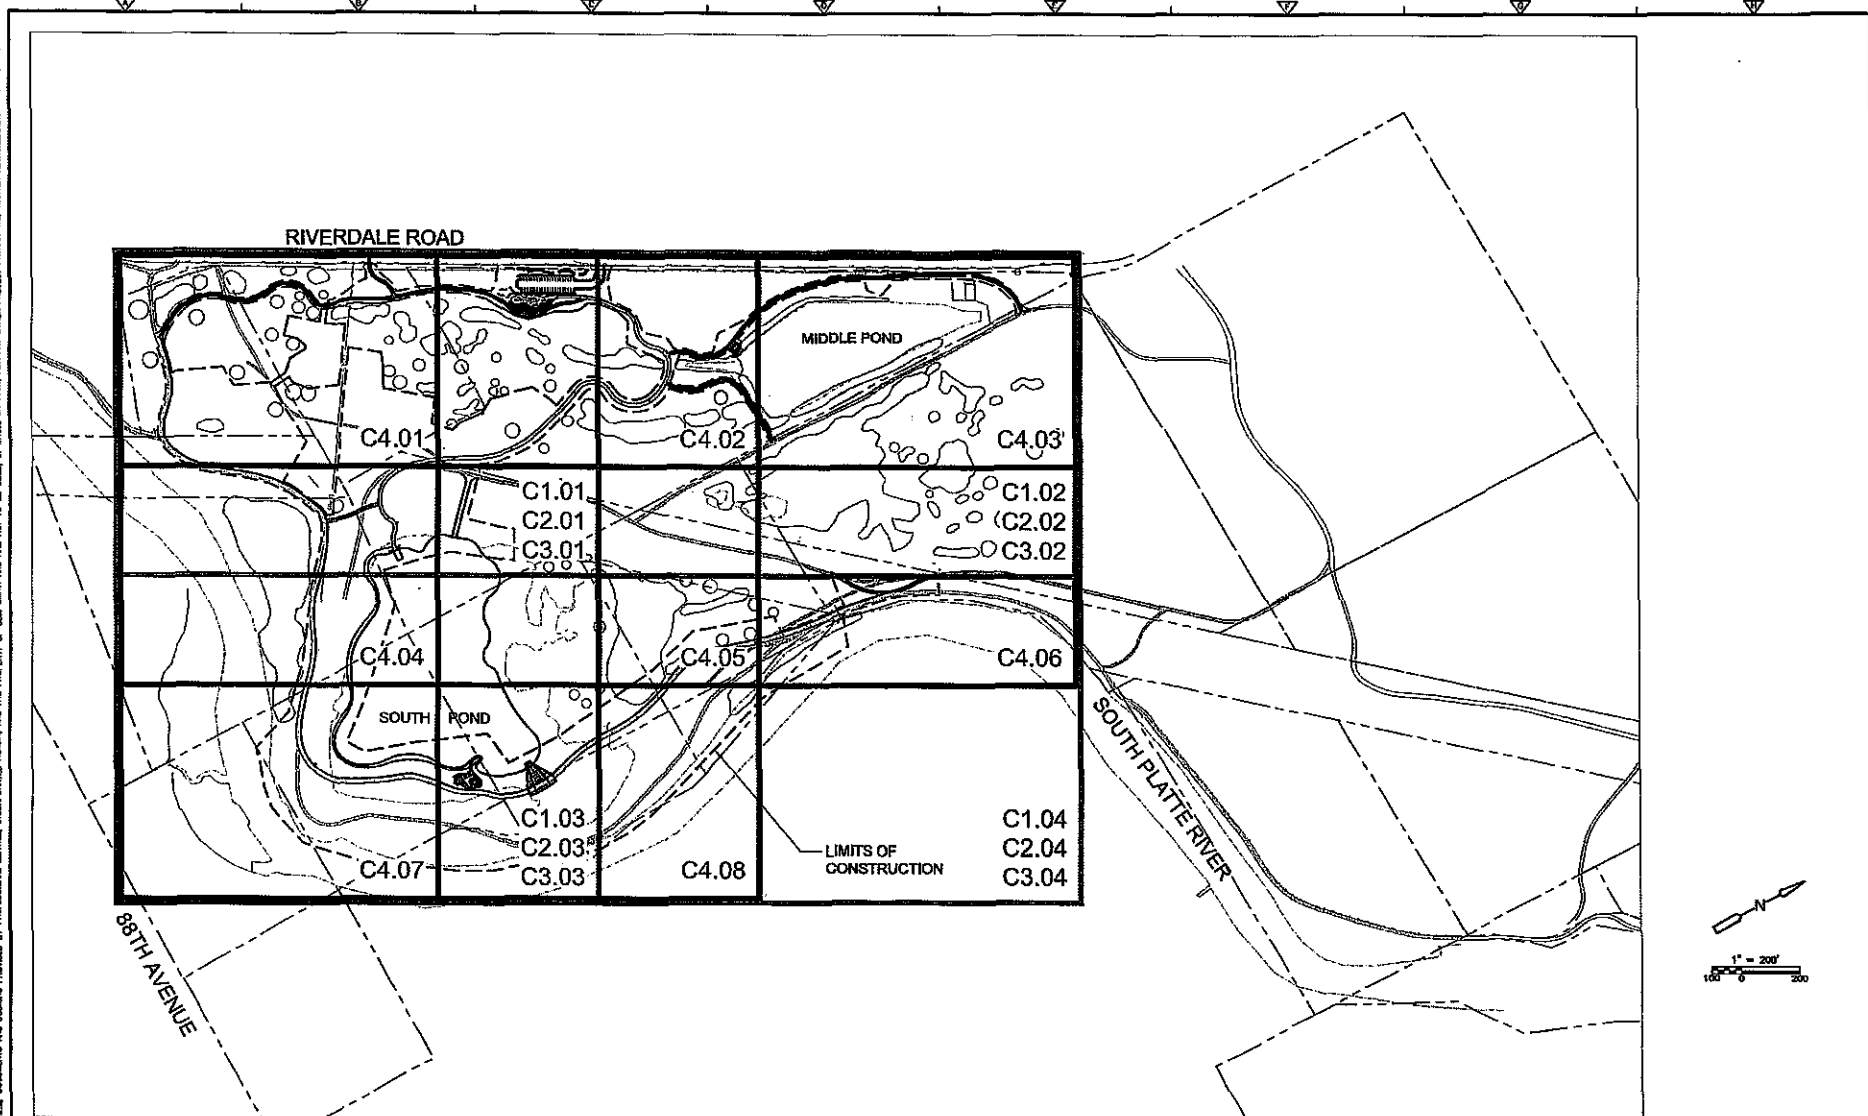 A B C D E F G H
RIVERDALE ROAD
MIDDLE POND
C4.01
C4.02
C4.03
C1.01
C2.01
C3.01
C1.02
C2.02
C3.02
C4.04
C4.05
C4.06
SOUTH POND
SOUTH PLATTE RIVER
C1.03
C2.03
C3.03
C1.04
C2.04
C3.04
LIMITS OF
CONSTRUCTION
C4.07
C4.08
88TH AVENUE
N
1" = 200'
100 0 200